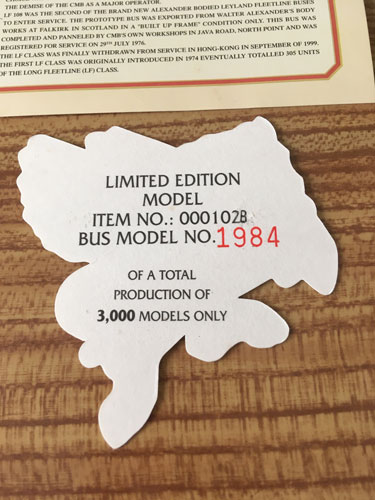 THE DEMISE OF THE CMB AS A MAJOR OPERATOR.
LF 108 WAS THE SECOND OF THE BRAND NEW ALEXANDER BODIED LEYLAND FLEETLINE BUSES
TO ENTER SERVICE. THE PROTOTYPE BUS WAS EXPORTED FROM WALTER ALEXANDER'S BODY
WORKS AT FALKIRK IN SCOTLAND IN A "BUILT UP FRAME" CONDITION ONLY. THIS BUS WAS
COMPLETED AND PANNELED BY CMB'S OWN WORKSHOPS IN JAVA ROAD, NORTH POINT AND WAS
REGISTERED FOR SERVICE ON 29TH JULY 1976.
THE LF CLASS WAS FINALLY WITHDRAWN FROM SERVICE IN HONG-KONG IN SEPTEMBER OF 1999.
THE FIRST LF CLASS WAS ORIGINALLY INTRODUCED IN 1974 EVENTUALLY TOTALLED 305 UNITS
OF THE LONG FLEETLINE (LF) CLASS.
LIMITED EDITION
MODEL
ITEM NO.: 000102B
BUS MODEL NO. 1984
OF A TOTAL
PRODUCTION OF
3,000 MODELS ONLY